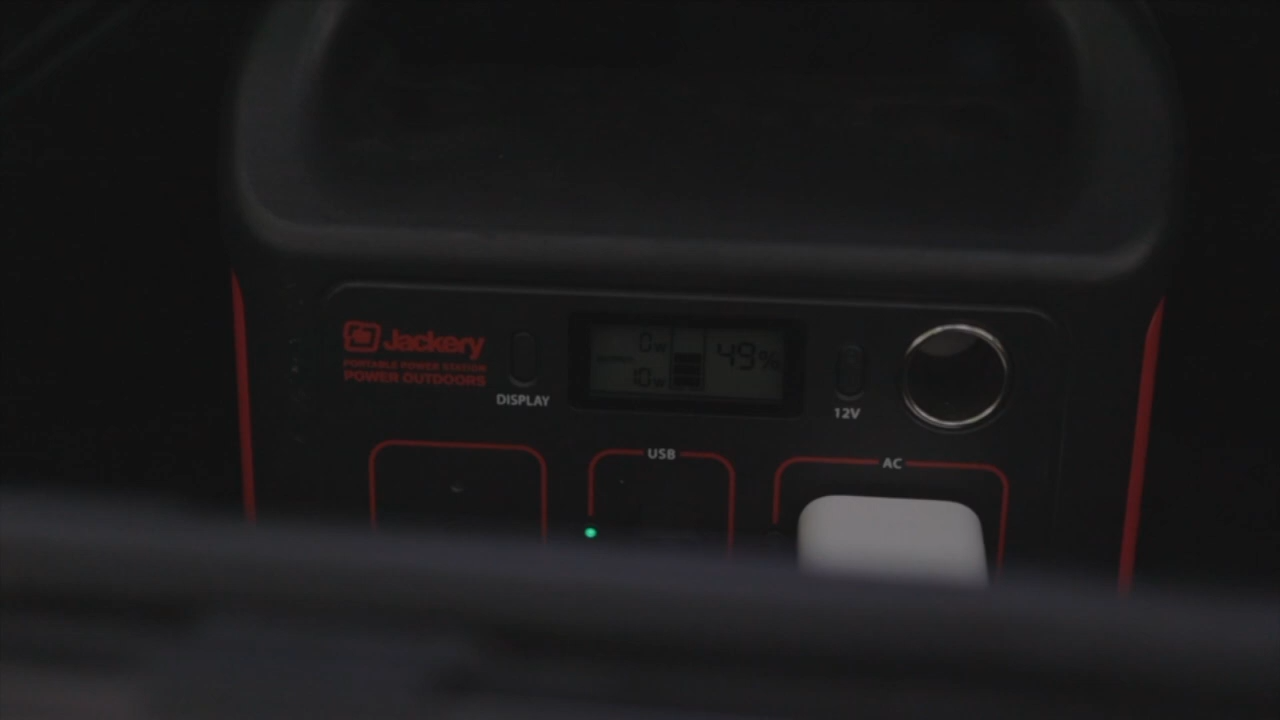 Jackery
PORTABLE POWER STATION
POWER OUTDOORS
DISPLAY
0w
10w
49%
12V
USB
AC